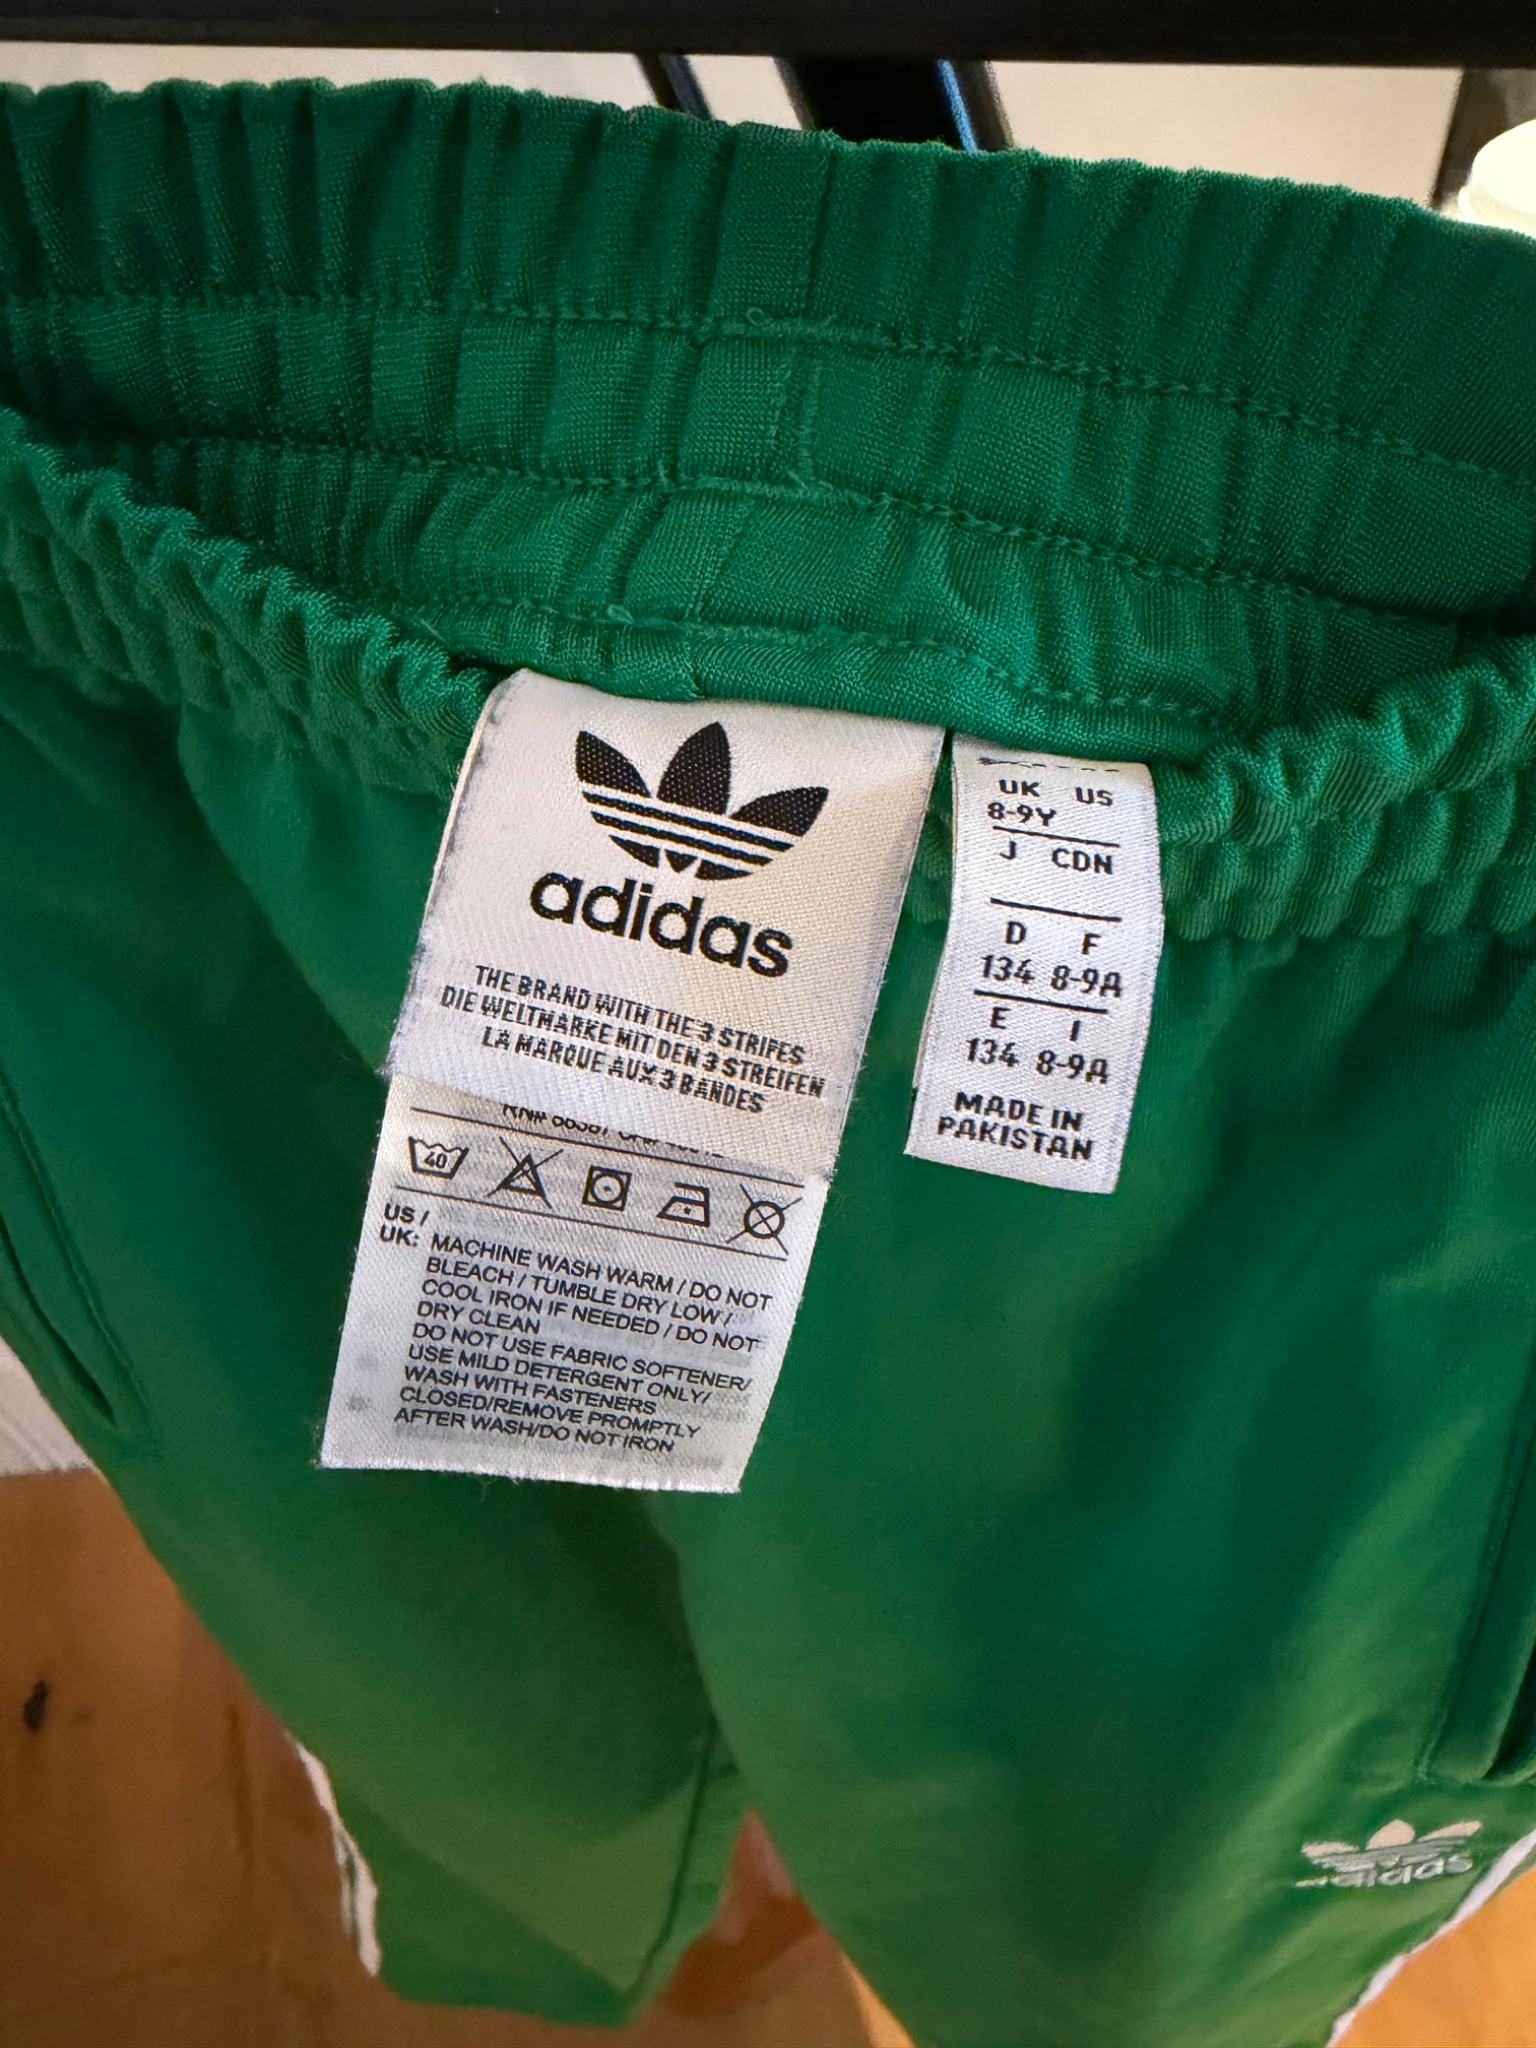 adidas
THE BRAND WITH THE 3 STRIPES
DIE WELTMARKE MIT DEN 3 STREIFEN
LA MARQUE AUX 3 BANDES
40
US /
UK: MACHINE WASH WARM / DO NOT
BLEACH / TUMBLE DRY LOW /
COOL IRON IF NEEDED / DO NOT
DRY CLEAN
DO NOT USE FABRIC SOFTENER/
USE MILD DETERGENT ONLY/
WASH WITH FASTENERS
CLOSED/REMOVE PROMPTLY
AFTER WASH/DO NOT IRON
UK US
8-9Y
J CDN
D F
134 8-9A
E I
134 8-9A
MADE IN
PAKISTAN
adidas